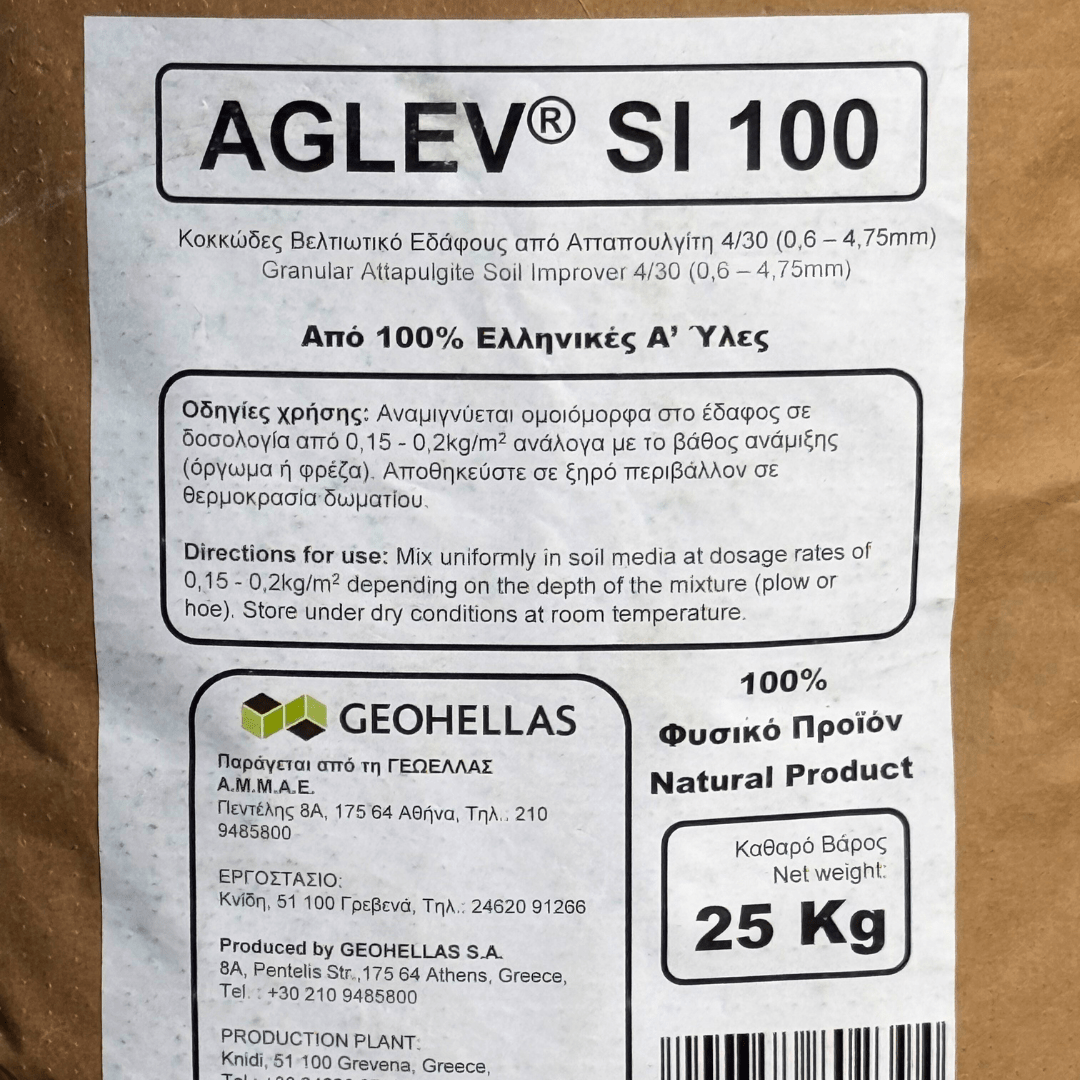 AGLEV® SI 100
Κοκκώδες Βελτιωτικό Εδάφους από Ατταπουλγίτη 4/30 (0,6 – 4,75mm)
Granular Attapulgite Soil Improver 4/30 (0,6 – 4,75mm)
Από 100% Ελληνικές Α’ Ύλες
Οδηγίες χρήσης: Αναμιγνύεται ομοιόμορφα στο έδαφος σε
δοσολογία από 0,15 - 0,2kg/m² ανάλογα με το βάθος ανάμιξης
(όργωμα ή φρέζα). Αποθηκεύστε σε ξηρό περιβάλλον σε
θερμοκρασία δωματίου.
Directions for use: Mix uniformly in soil media at dosage rates of
0,15 - 0,2kg/m² depending on the depth of the mixture (plow or
hoe). Store under dry conditions at room temperature.
GEOHELLAS
Παράγεται από τη ΓΕΩΕΛΛΑΣ
Α.Μ.Μ.Α.Ε.
Πεντέλης 8Α, 175 64 Αθήνα, Τηλ.: 210
9485800
ΕΡΓΟΣΤΑΣΙΟ:
Κνίδη, 51 100 Γρεβενά, Τηλ.: 24620 91266
Produced by GEOHELLAS S.A.
8A, Pentelis Str.,175 64 Athens, Greece,
Tel. : +30 210 9485800
PRODUCTION PLANT:
Knidi, 51 100 Grevena, Greece,
100%
Φυσικό Προϊόν
Natural Product
Καθαρό Βάρος
Net weight:
25 Kg